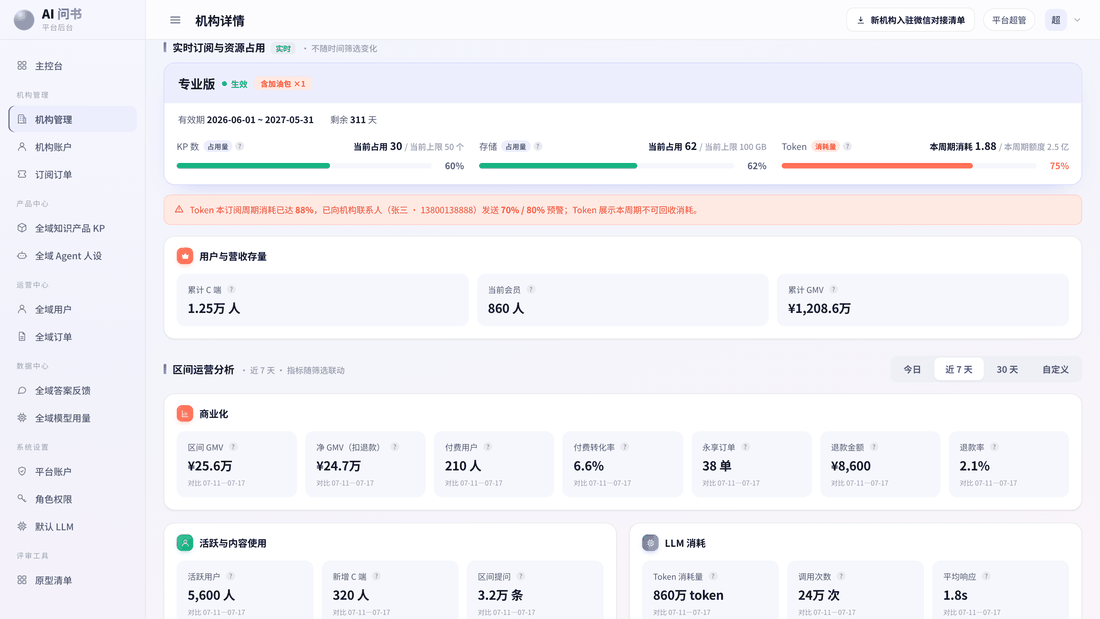 AI 问书
平台后台
机构详情
新机构入驻微信对接清单
平台超管
超
主控台
机构管理
机构管理
机构账户
订阅订单
产品中心
全域知识产品 KP
全域 Agent 人设
运营中心
全域用户
全域订单
数据中心
全域答案反馈
全域模型用量
系统设置
平台账户
角色权限
默认 LLM
评审工具
原型清单
实时订阅与资源占用 实时 · 不随时间筛选变化
专业版 生效 含加油包 ×1
有效期 2026-06-01 ~ 2027-05-31 剩余 311 天
KP 数 占用量 ? 当前占用 30 / 当前上限 50 个
60%
存储 占用量 ? 当前占用 62 / 当前上限 100 GB
62%
Token 消耗量 ? 本周期消耗 1.88 / 本周期额度 2.5 亿
75%
Token 本订阅周期消耗已达 88%，已向机构联系人（张三 · 13800138888）发送 70% / 80% 预警；Token 展示本周期不可回收消耗。
用户与营收存量
累计 C 端 ?
1.25万 人
当前会员 ?
860 人
累计 GMV ?
¥1,208.6万
区间运营分析 · 近 7 天 · 指标随筛选联动
今日 近 7 天 30 天 自定义
商业化
区间 GMV ?
¥25.6万
对比 07-11—07-17
净 GMV（扣退款） ?
¥24.7万
对比 07-11—07-17
付费用户 ?
210 人
对比 07-11—07-17
付费转化率 ?
6.6%
对比 07-11—07-17
永享订单 ?
38 单
对比 07-11—07-17
退款金额 ?
¥8,600
对比 07-11—07-17
退款率 ?
2.1%
对比 07-11—07-17
活跃与内容使用
活跃用户 ?
5,600 人
对比 07-11—07-17
新增 C 端 ?
320 人
对比 07-11—07-17
区间提问 ?
3.2万 条
对比 07-11—07-17
LLM 消耗
Token 消耗量 ?
860万 token
对比 07-11—07-17
调用次数 ?
24万 次
对比 07-11—07-17
平均响应 ?
1.8s
对比 07-11—07-17